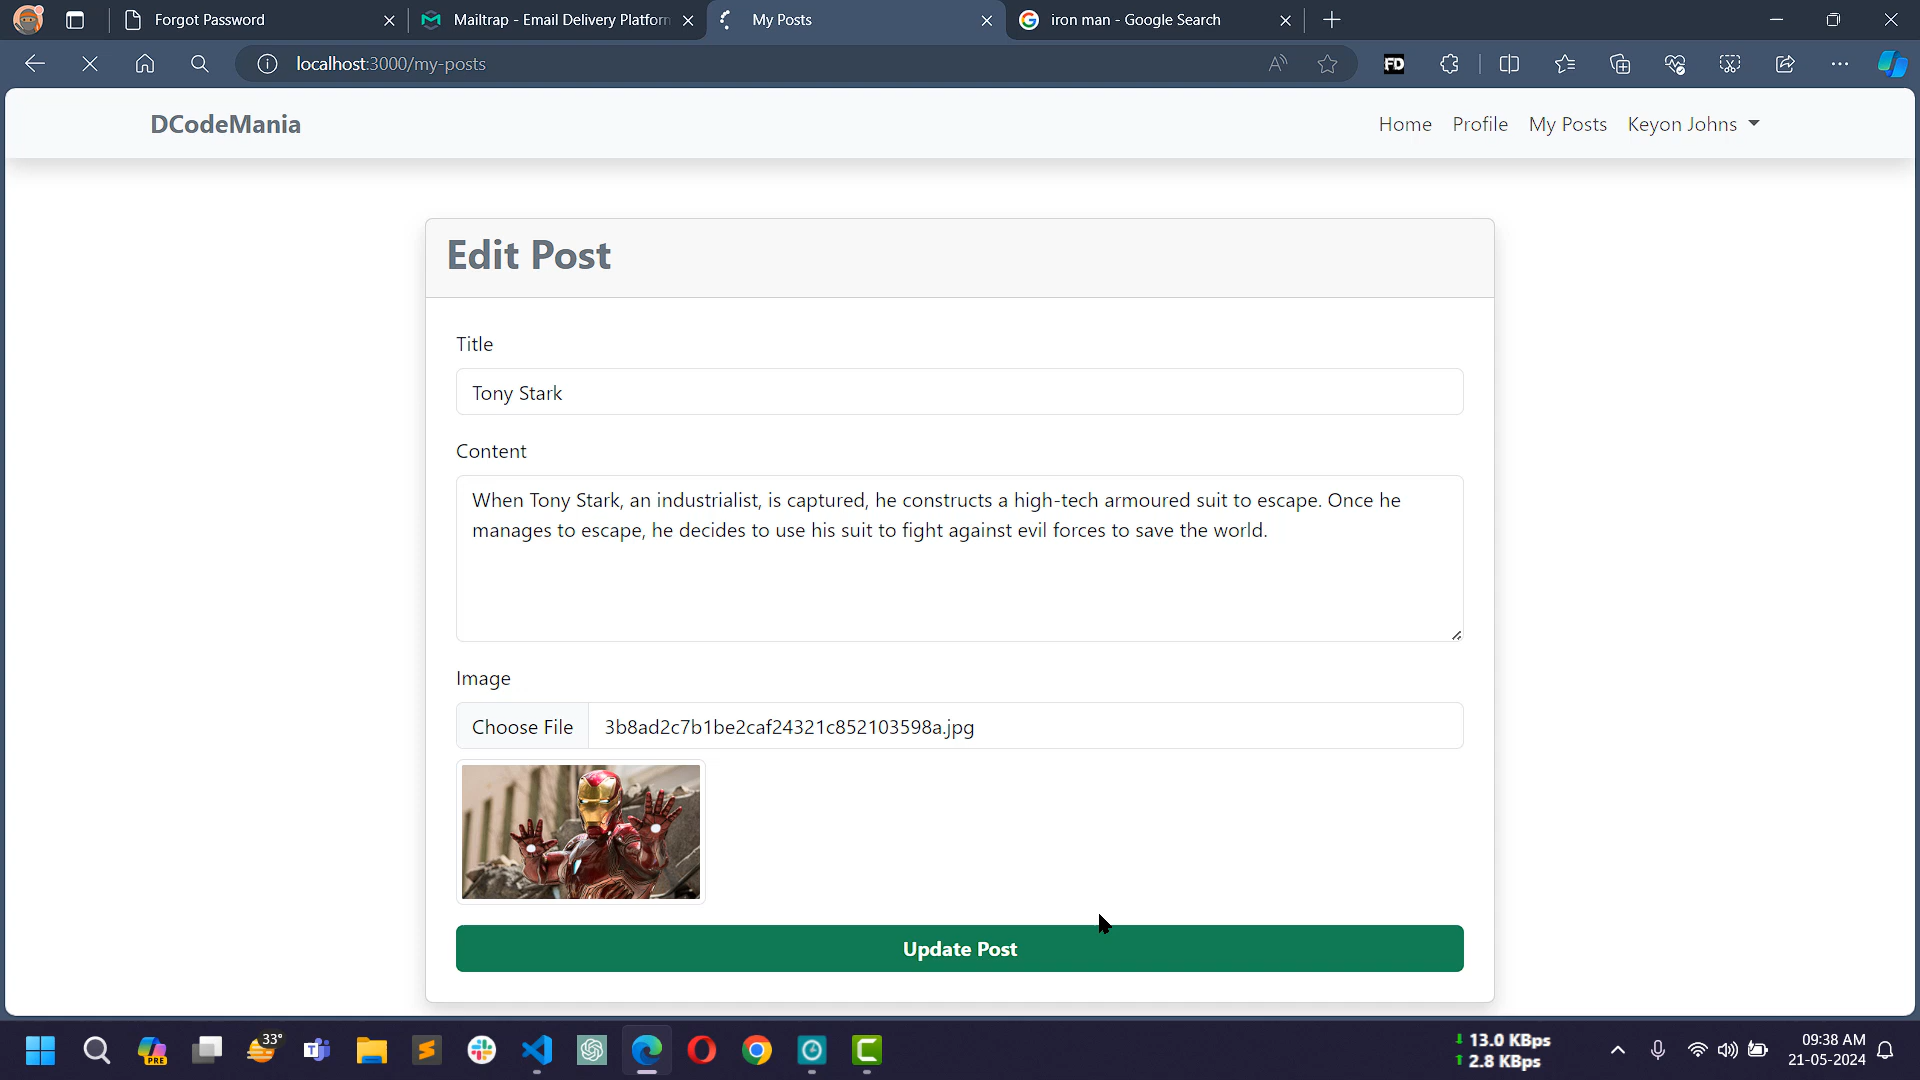 Forgot Password
Mailtrap - Email Delivery Platforn
My Posts
iron man - Google Search
localhost:3000/my-posts
FD
DCodeMania
Home
Profile
My Posts
Keyon Johns
Edit Post
Title
Tony Stark
Content
When Tony Stark, an industrialist, is captured, he constructs a high-tech armoured suit to escape. Once he
manages to escape, he decides to use his suit to fight against evil forces to save the world.
Image
Choose File
3b8ad2c7b1be2caf24321c852103598a.jpg
Update Post
PRE
33°
13.0 KBps
2.8 KBps
09:38 AM
21-05-2024